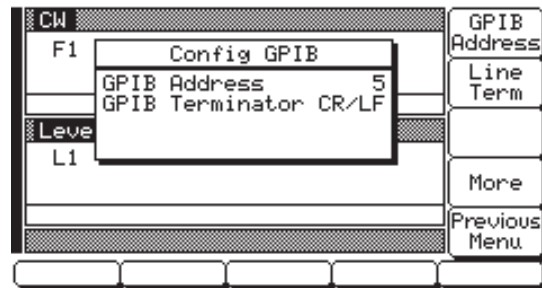 CW
F1
Config GPIB
GPIB Address 5
GPIB Terminator CR/LF
Leve
L1
GPIB
Address
Line
Term
More
Previous
Menu